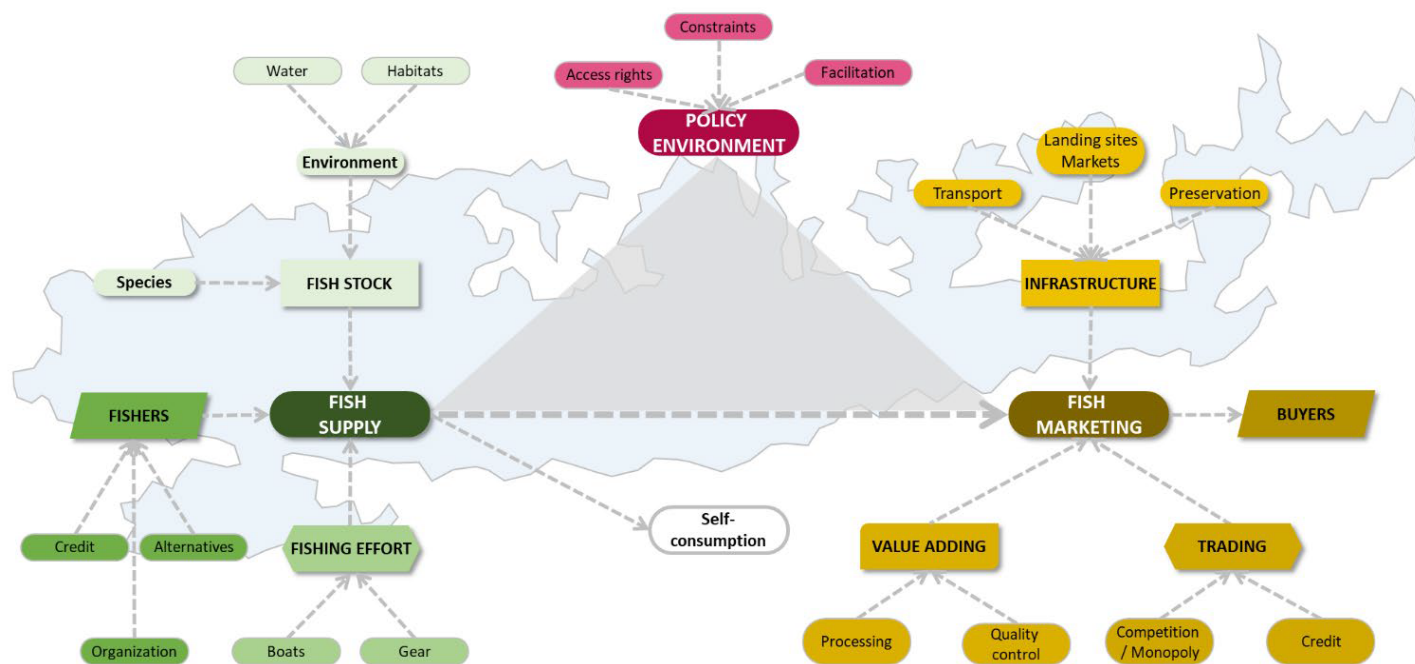 Constraints
Water
Habitats
Access rights
Facilitation
POLICY
ENVIRONMENT
Environment
Landing sites
Markets
Transport
Preservation
Species
FISH STOCK
INFRASTRUCTURE
FISHERS
FISH
SUPPLY
FISH
MARKETING
BUYERS
Self-
consumption
Credit
Alternatives
FISHING EFFORT
VALUE ADDING
TRADING
Organization
Boats
Gear
Processing
Quality
control
Competition
/ Monopoly
Credit